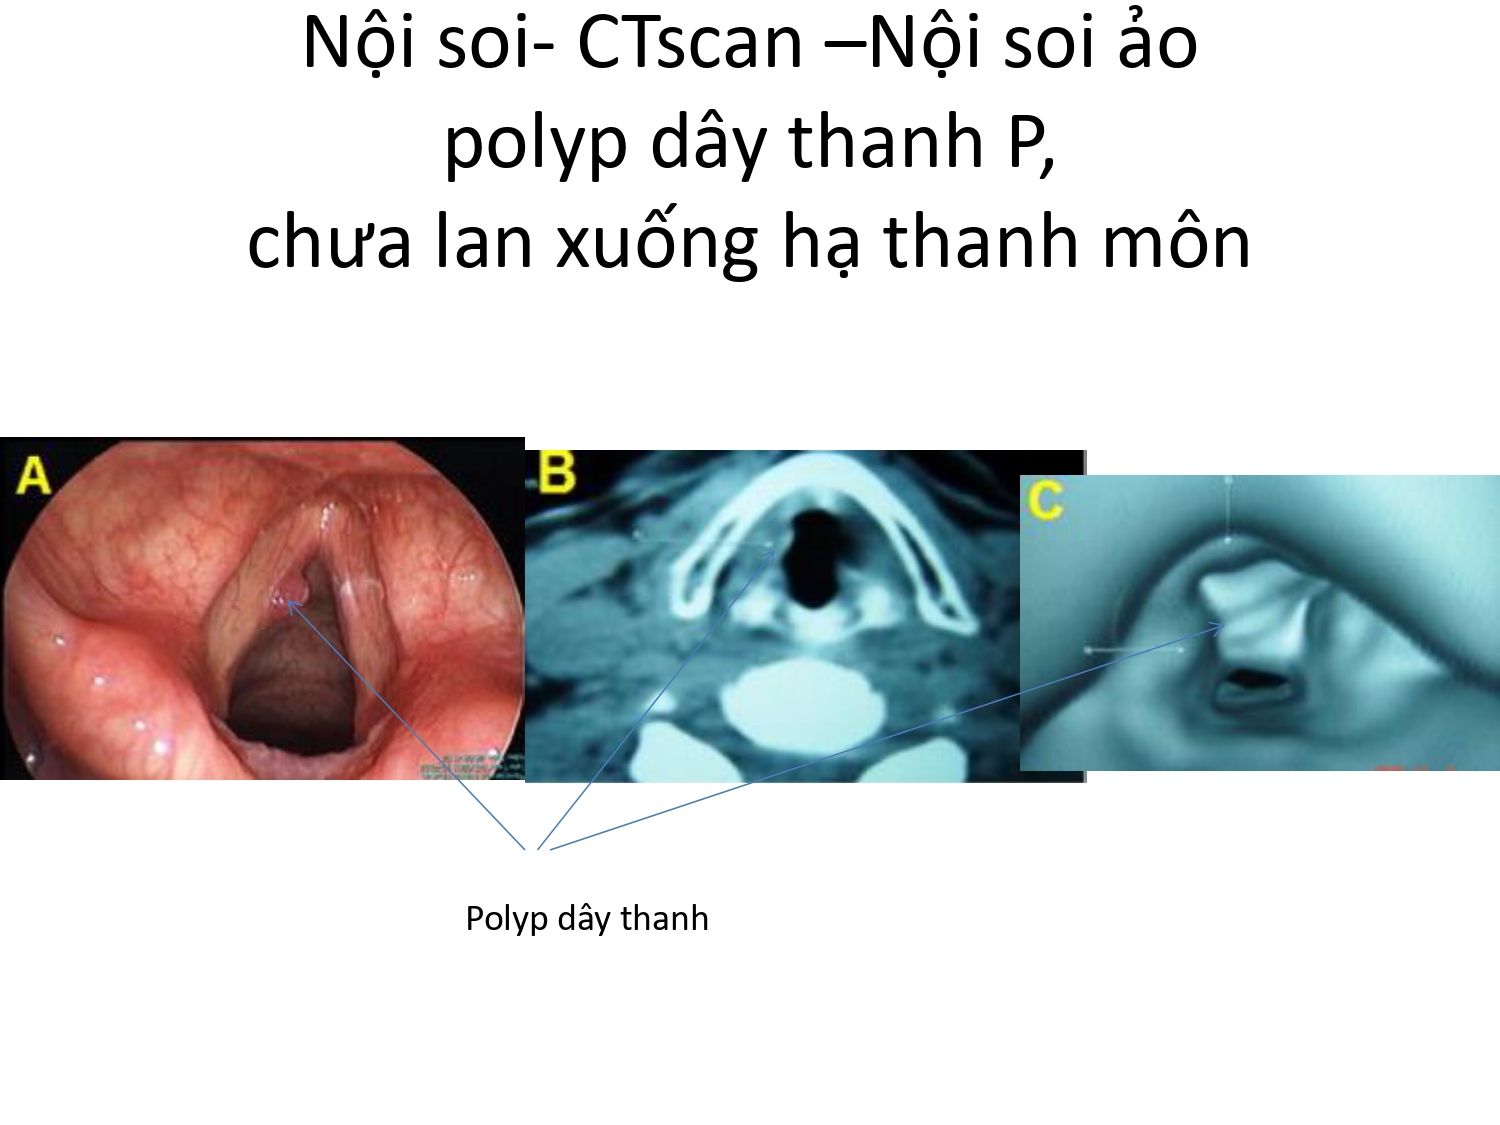 Nội soi- CTscan –Nội soi ảo
polyp dây thanh P,
chưa lan xuống hạ thanh môn
A
B
C
Polyp dây thanh